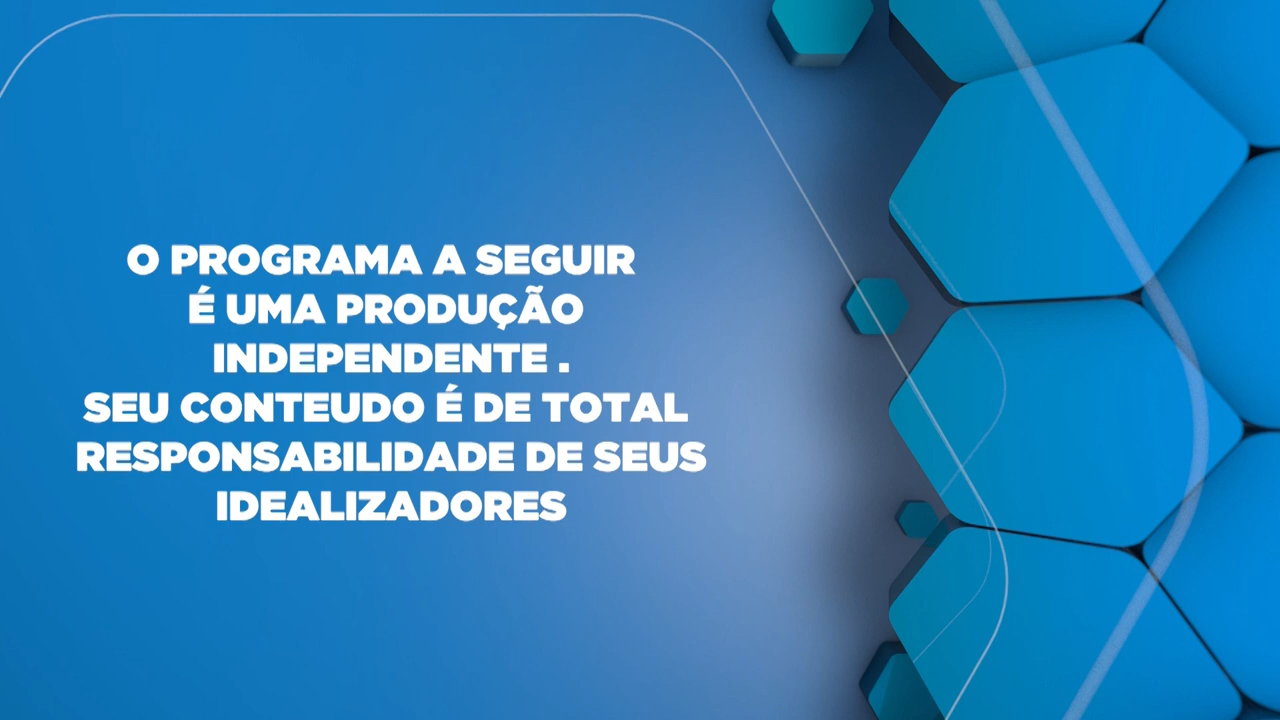 O PROGRAMA A SEGUIR
É UMA PRODUÇÃO
INDEPENDENTE .
SEU CONTEUDO É DE TOTAL
RESPONSABILIDADE DE SEUS
IDEALIZADORES